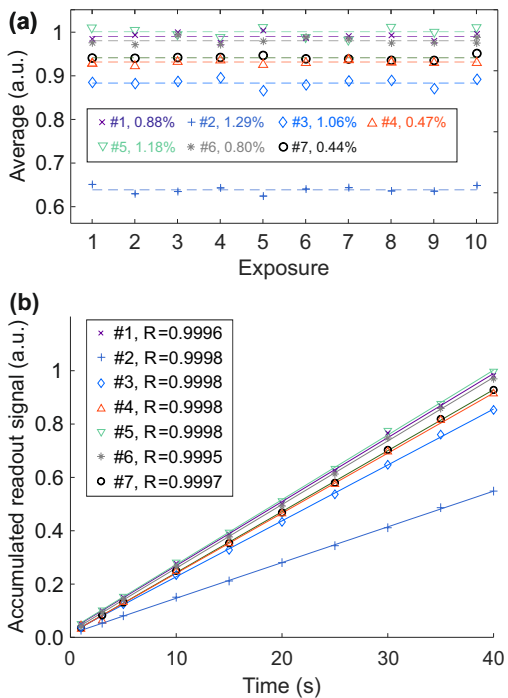 (a)
Average (a.u.)
1
0.9
0.8
0.7
0.6
#1, 0.88% #2, 1.29% #3, 1.06% #4, 0.47%
#5, 1.18% #6, 0.80% #7, 0.44%
1 2 3 4 5 6 7 8 9 10
Exposure
(b)
Accumulated readout signal (a.u.)
1
0.8
0.6
0.4
0.2
0.0
#1, R=0.9996
#2, R=0.9998
#3, R=0.9998
#4, R=0.9998
#5, R=0.9998
#6, R=0.9995
#7, R=0.9997
0 10 20 30 40
Time (s)